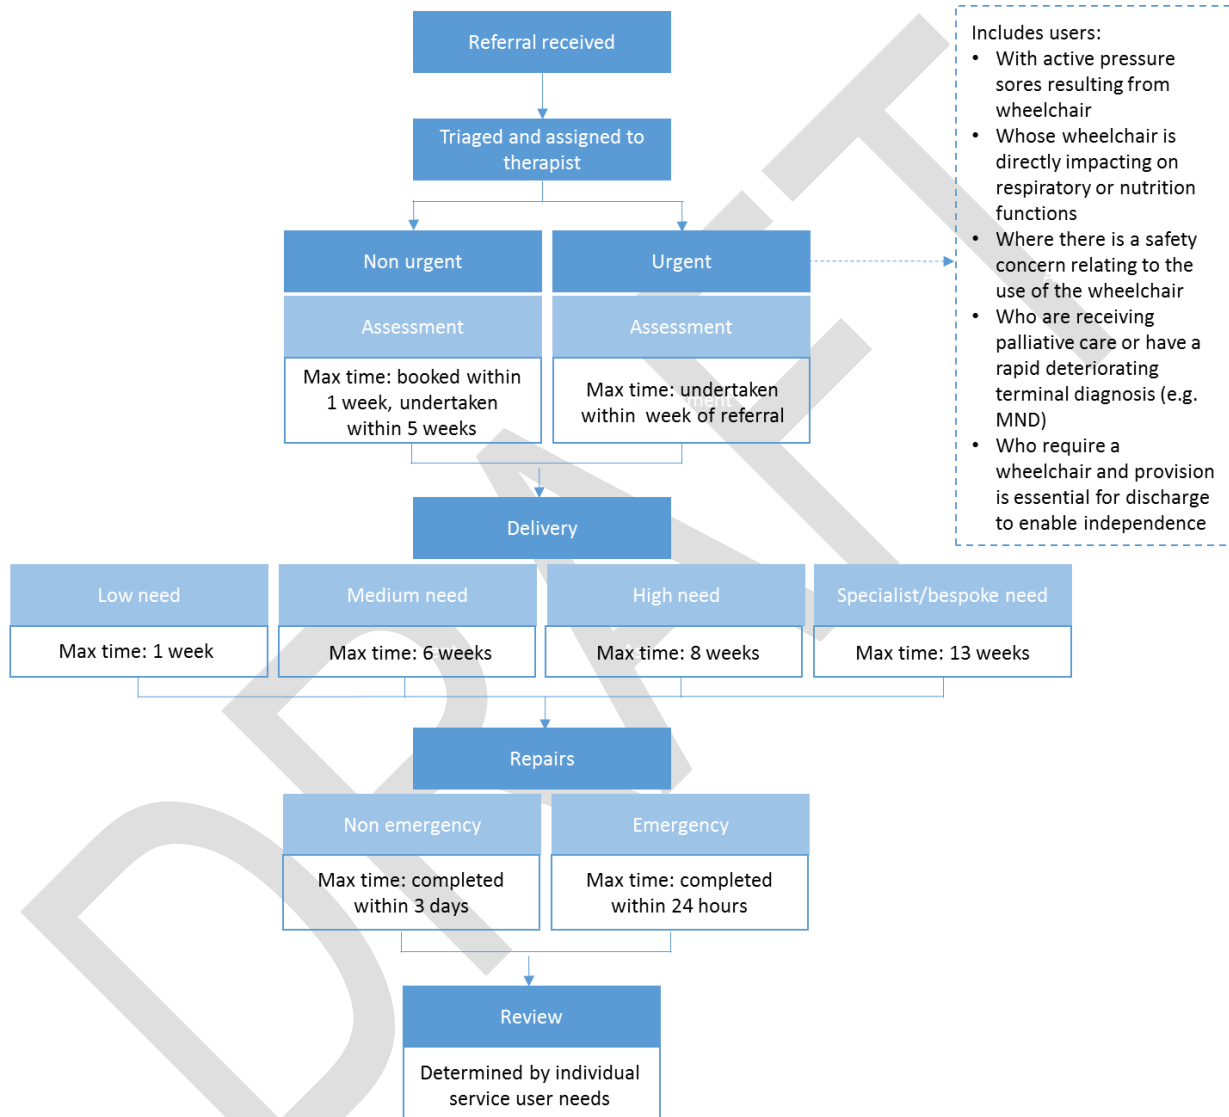 Referral received
Triaged and assigned to
therapist
Non urgent
Assessment
Max time: booked within
1 week, undertaken
within 5 weeks
Urgent
Assessment
Max time: undertaken
within  week of referral
Includes users:
• With active pressure
sores resulting from
wheelchair
• Whose wheelchair is
directly impacting on
respiratory or nutrition
functions
• Where there is a safety
concern relating to the
use of the wheelchair
• Who are receiving
palliative care or have a
rapid deteriorating
terminal diagnosis (e.g.
MND)
• Who require a
wheelchair and provision
is essential for discharge
to enable independence
Delivery
Low need
Max time: 1 week
Medium need
Max time: 6 weeks
High need
Max time: 8 weeks
Specialist/bespoke need
Max time: 13 weeks
Repairs
Non emergency
Max time: completed
within 3 days
Emergency
Max time: completed
within 24 hours
Review
Determined by individual
service user needs
DRAFT